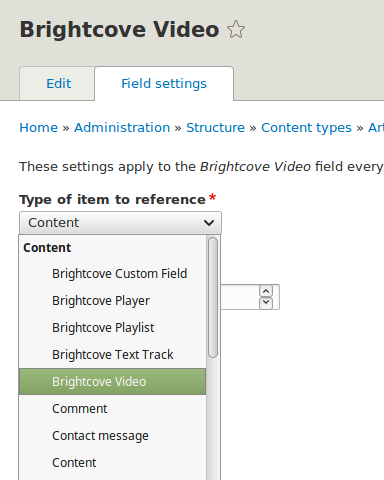 Brightcove Video
Edit
Field settings
Home » Administration » Structure » Content types »
These settings apply to the Brightcove Video field every
Type of item to reference*
Content
Content
Brightcove Custom Field
Brightcove Player
Brightcove Playlist
Brightcove Text Track
Brightcove Video
Comment
Contact message
Content